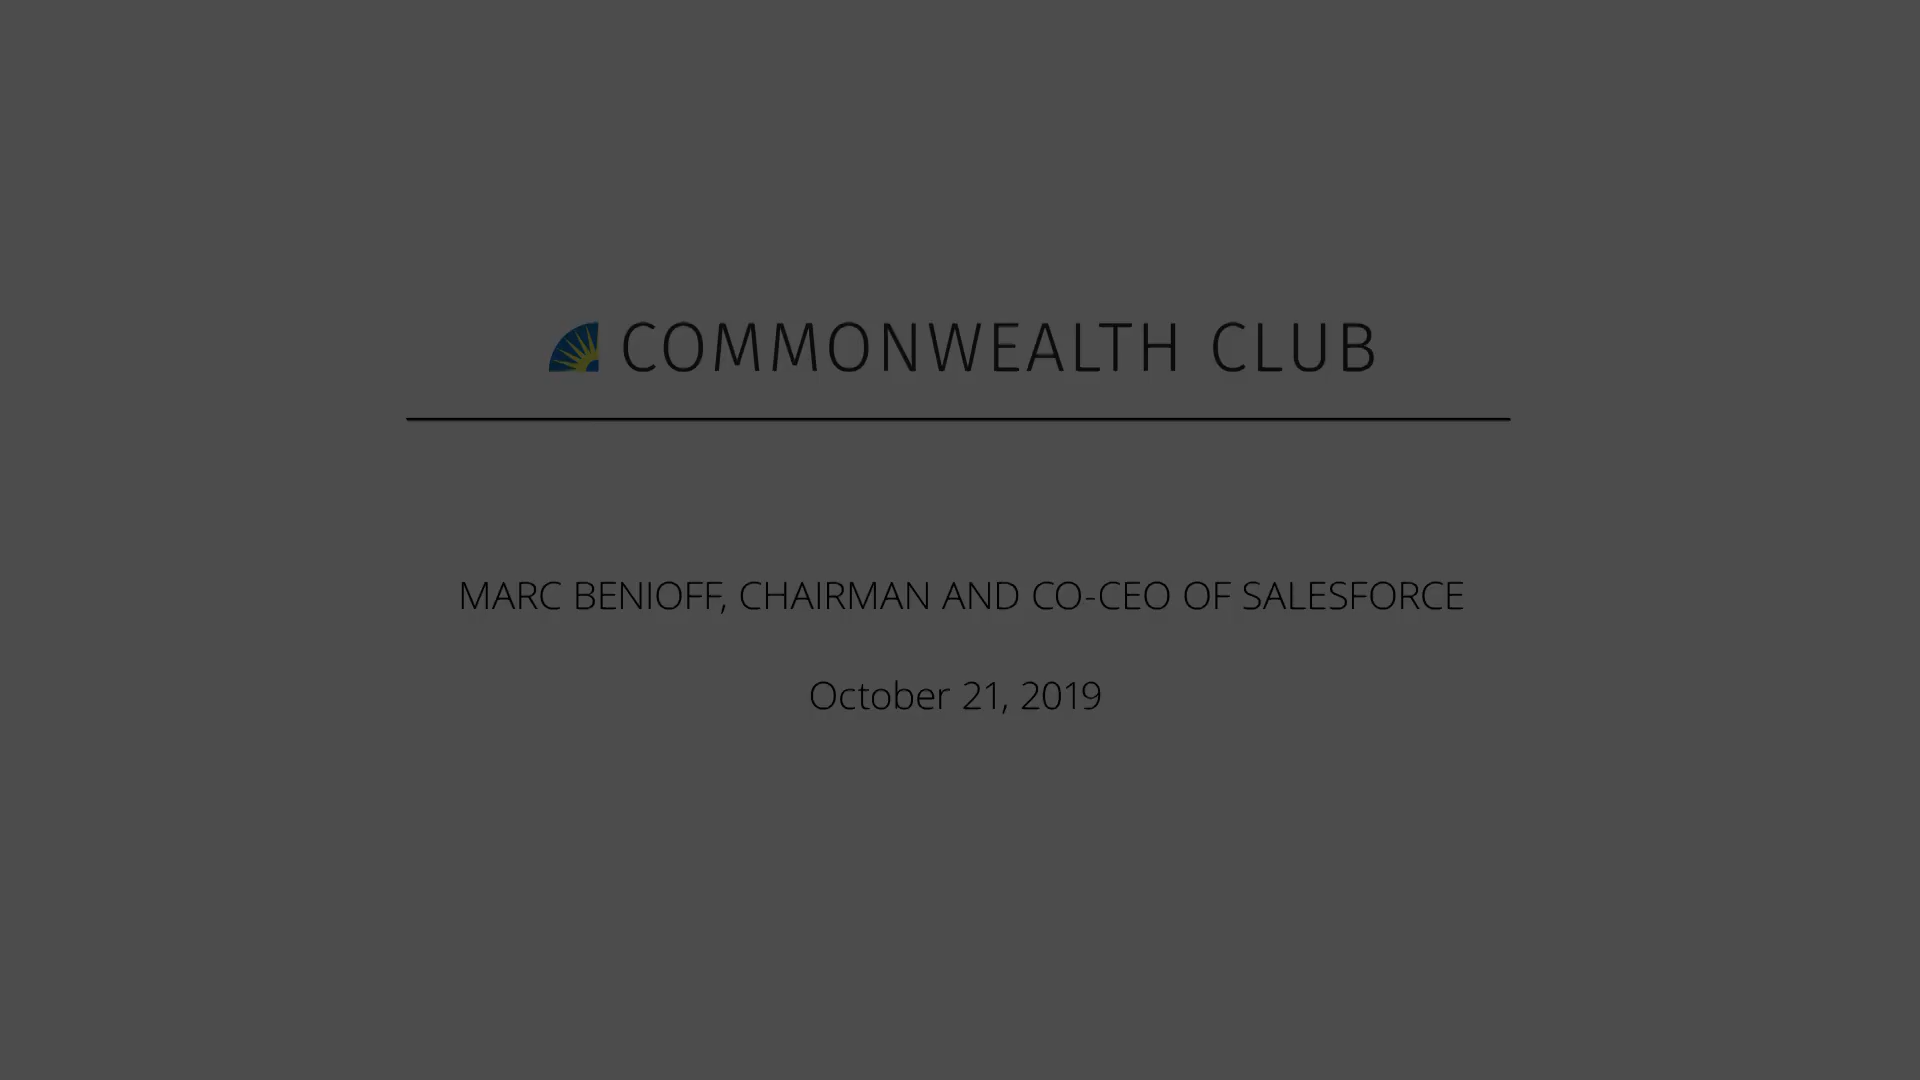 COMMONWEALTH CLUB
MARC BENIOFF, CHAIRMAN AND CO-CEO OF SALESFORCE
October 21, 2019